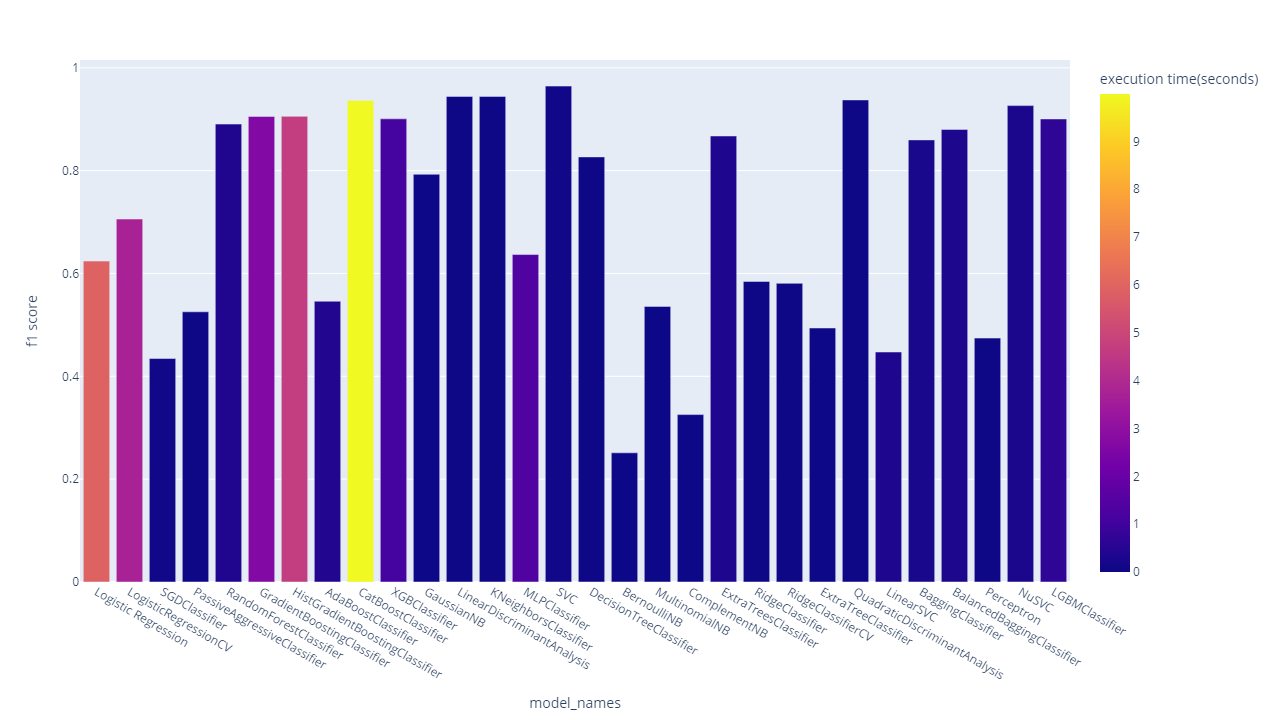 execution time(seconds)
1
0.8
0.6
0.4
0.2
0
f1 score
9
8
7
6
5
4
3
2
1
0
Logistic Regression
LogisticRegressionCV
SGDClassifier
PassiveAggressiveClassifier
RandomForestClassifier
GradientBoostingClassifier
HistGradientBoostingClassifier
AdaBoostClassifier
CatBoostClassifier
XGBClassifier
GaussianNB
LinearDiscriminantAnalysis
KNeighborsClassifier
MLPClassifier
SVC
DecisionTreeClassifier
BernoulliNB
MultinomialNB
ComplementNB
ExtraTreesClassifier
RidgeClassifier
RidgeClassifierCV
ExtraTreeClassifier
QuadraticDiscriminantAnalysis
LinearSVC
BaggingClassifier
BalancedBaggingClassifier
Perceptron
NuSVC
LGBMClassifier
model_names